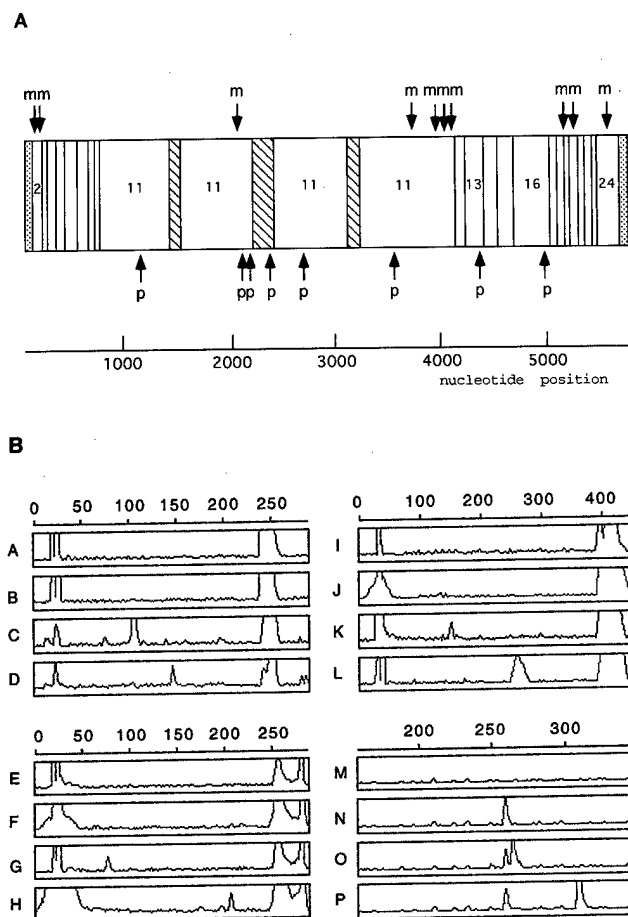 A
mm m m mmm mm m
2 11 11 11 11 13 16 24
p pp p p p p p
1000 2000 3000 4000 5000
nucleotide position
B
0 50 100 150 200 250
A
B
C
D
0 50 100 150 200 250
E
F
G
H
0 100 200 300 400
I
J
K
L
200 250 300
M
N
O
P